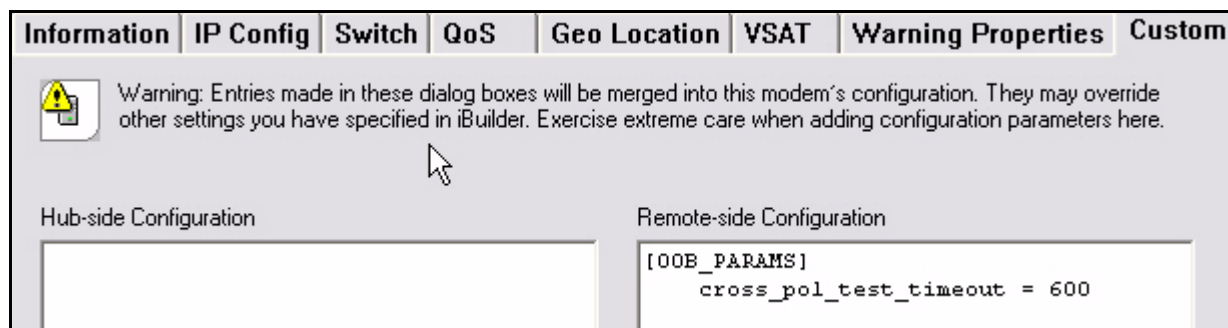 Information IP Config Switch QoS Geo Location VSAT Warning Properties Custom
Warning: Entries made in these dialog boxes will be merged into this modem's configuration. They may override
other settings you have specified in iBuilder. Exercise extreme care when adding configuration parameters here.
Hub-side Configuration
Remote-side Configuration
[OOB_PARAMS]
cross_pol_test_timeout = 600